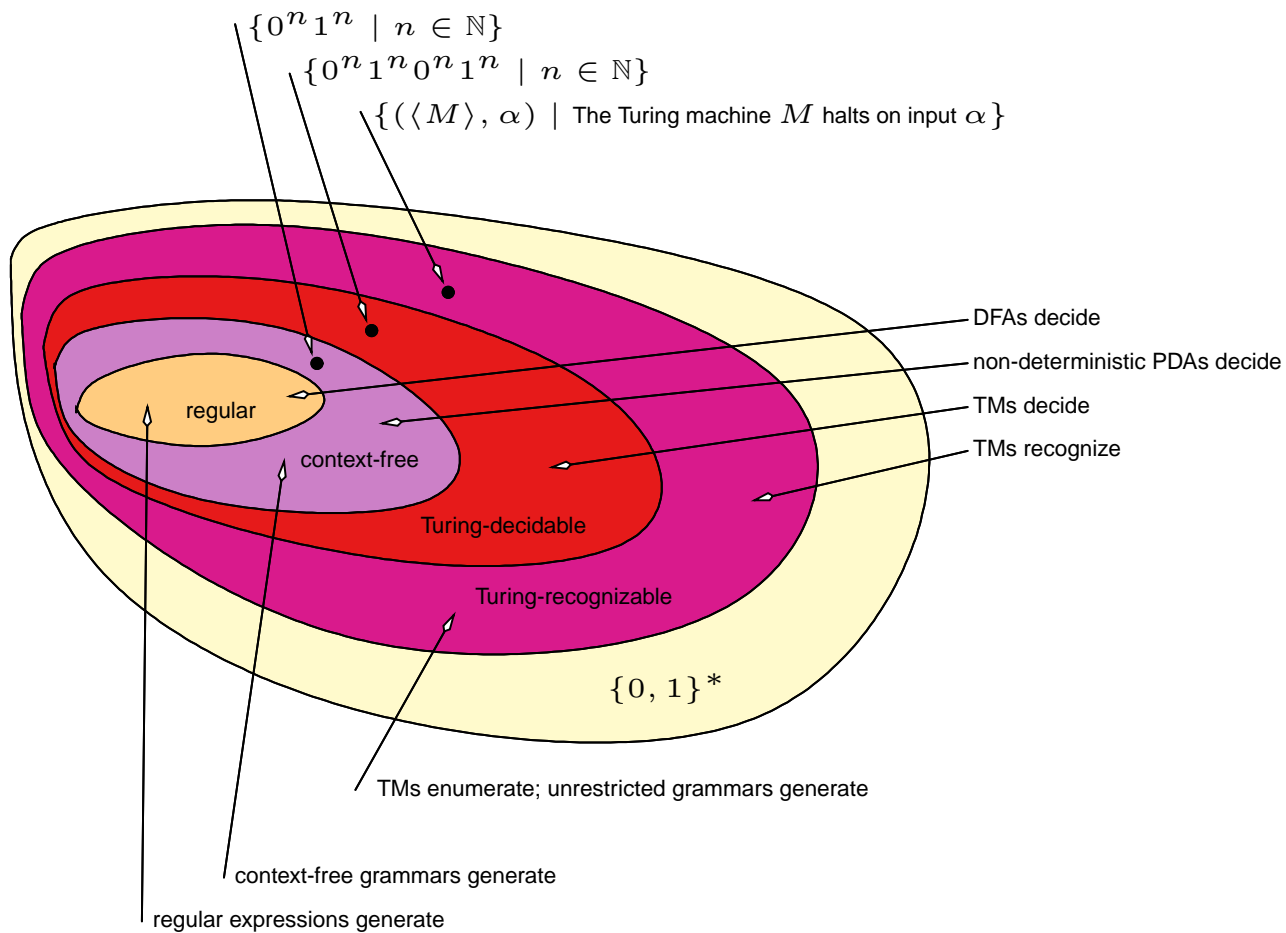 {0ⁿ1ⁿ | n ∈ ℕ}
{0ⁿ1ⁿ0ⁿ1ⁿ | n ∈ ℕ}
{(⟨M⟩, α) | The Turing machine M halts on input α}
DFAs decide
non-deterministic PDAs decide
TMs decide
regular
TMs recognize
context-free
Turing-decidable
Turing-recognizable
{0, 1}*
TMs enumerate; unrestricted grammars generate
context-free grammars generate
regular expressions generate